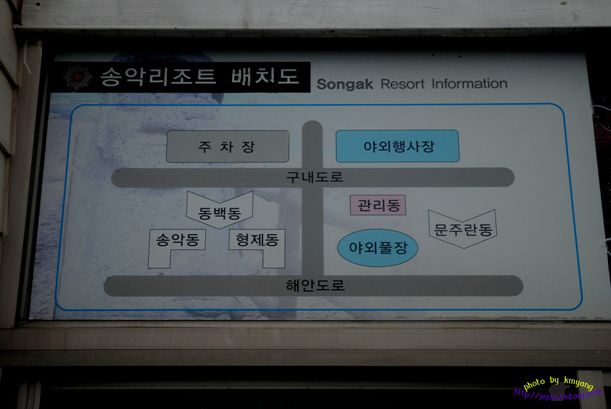 송악리조트 배치도 Songak Resort Information
주 차 장 야외행사장
구내도로
동백동 관리동
송악동 형제동 야외풀장 문주란동
해안도로
photo by kmyang